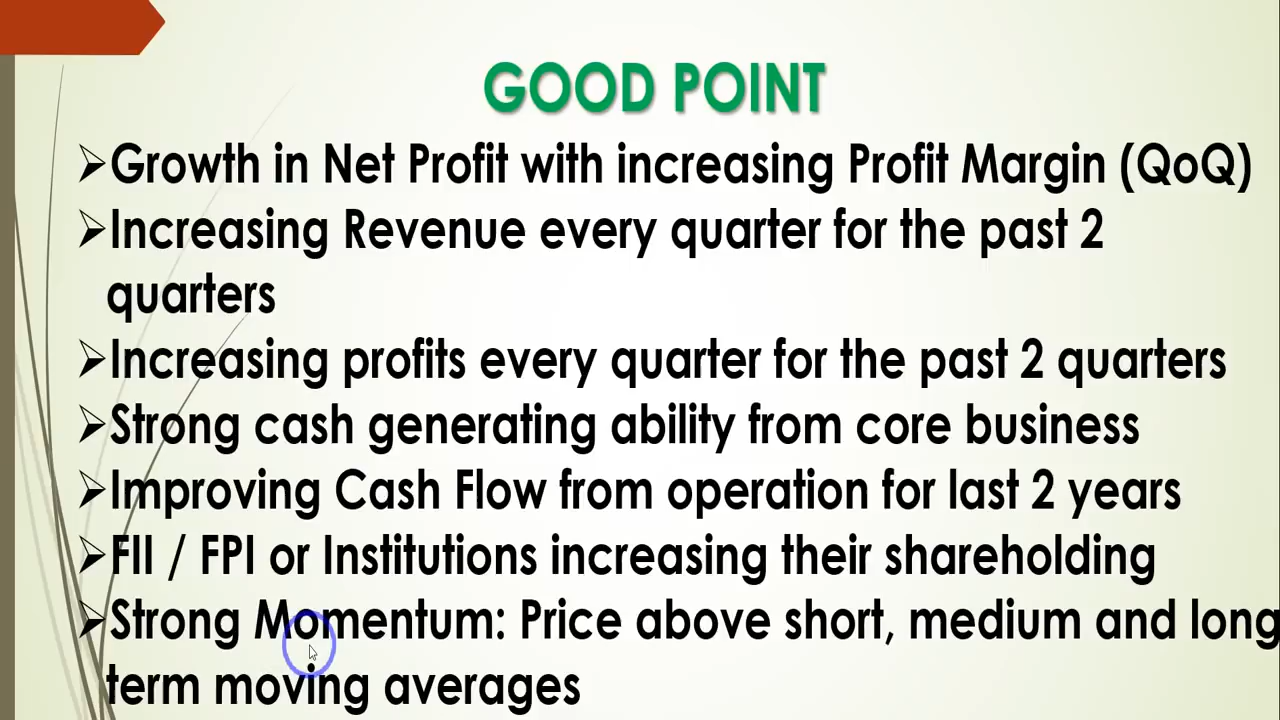 GOOD POINT
➢Growth in Net Profit with increasing Profit Margin (QoQ)
➢Increasing Revenue every quarter for the past 2
quarters
➢Increasing profits every quarter for the past 2 quarters
➢Strong cash generating ability from core business
➢Improving Cash Flow from operation for last 2 years
➢FII / FPI or Institutions increasing their shareholding
➢Strong Momentum: Price above short, medium and long
term moving averages